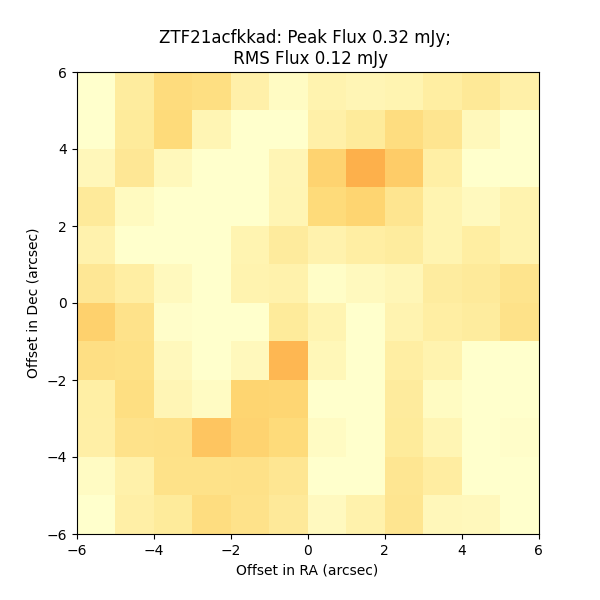 ZTF21acfkkad: Peak Flux 0.32 mJy;
RMS Flux 0.12 mJy
6
4
2
0
−2
−4
−6
Offset in Dec (arcsec)
−6 −4 −2 0 2 4 6
Offset in RA (arcsec)